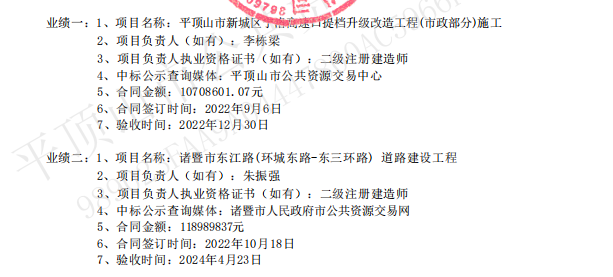 业绩一：1、项目名称：平顶山市新城区宁洛高速口提档升级改造工程(市政部分)施工
2、项目负责人（如有）：李栋梁
3、项目负责人执业资格证书（如有）：二级注册建造师
4、中标公示查询媒体：平顶山市公共资源交易中心
5、合同金额：10708601.07元
6、合同签订时间：2022年9月6日
7、验收时间：2022年12月30日
业绩二：1、项目名称：诸暨市东江路(环城东路-东三环路) 道路建设工程
2、项目负责人（如有）：朱振强
3、项目负责人执业资格证书（如有）：二级注册建造师
4、中标公示查询媒体：诸暨市人民政府市公共资源交易网
5、合同金额：118989837元
6、合同签订时间：2022年10月18日
7、验收时间：2024年4月23日